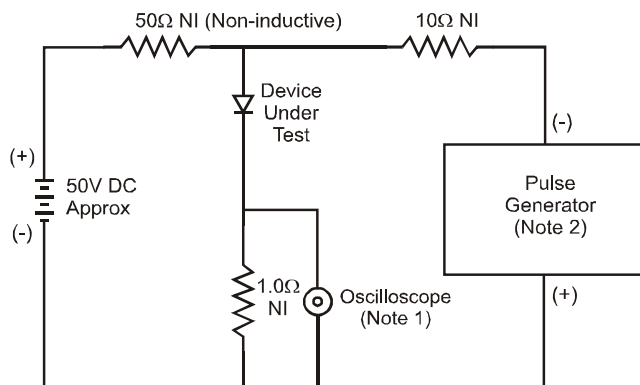 50Ω NI (Non-inductive)
10Ω NI
Device
Under
Test
(-)
(+)
50V DC
Approx
(-)
Pulse
Generator
(Note 2)
1.0Ω
NI
Oscilloscope
(Note 1)
(+)